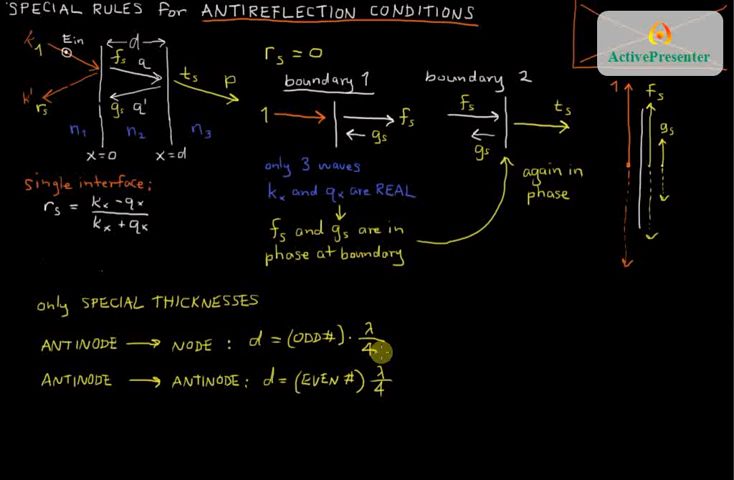 SPECIAL RULES for ANTIREFLECTION CONDITIONS
ActivePresenter
k 1 Ein
← d →
fs q
k' rs
gs q'
ts p
n1 n2 n3
x=0 x=d
rs = 0
boundary 1
1 fs
gs
boundary 2
fs ts
gs
1 fs gs
only 3 waves
kx and qx are REAL
fs and gs are in
phase at boundary
again in
phase
single interface:
rs = kx - qx / kx + qx
only SPECIAL THICKNESSES
ANTINODE → NODE : d = (ODD #) · λ/4
ANTINODE → ANTINODE : d = (EVEN #) λ/4